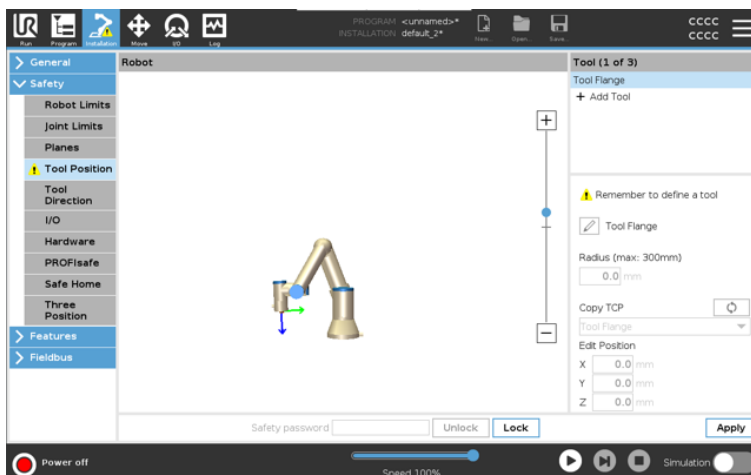 PROGRAM <unnamed>*
INSTALLATION default_2*
UR
Run
Program
Installation
Move
I/O
Log
New...
Open...
Save...
cccc
cccc
General
Safety
Robot Limits
Joint Limits
Planes
Tool Position
Tool
Direction
I/O
Hardware
PROFIsafe
Safe Home
Three
Position
Features
Fieldbus
Robot
Tool (1 of 3)
Tool Flange
+ Add Tool
Remember to define a tool
Tool Flange
Radius (max: 300mm)
0.0 mm
Copy TCP
Tool Flange
Edit Position
X 0.0 mm
Y 0.0 mm
Z 0.0 mm
Safety password
Unlock
Lock
Apply
Power off
Speed 100%
Simulation